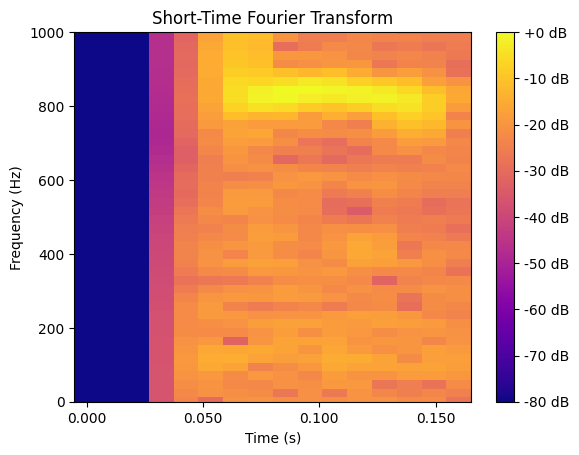 Short-Time Fourier Transform
1000
800
600
400
200
0
Frequency (Hz)
0.000
0.050
0.100
0.150
Time (s)
+0 dB
-10 dB
-20 dB
-30 dB
-40 dB
-50 dB
-60 dB
-70 dB
-80 dB